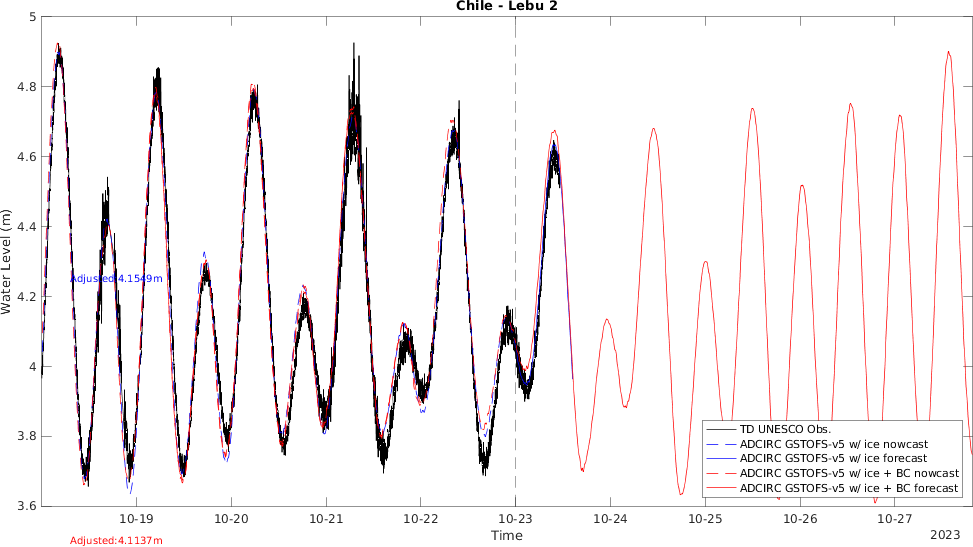 Chile - Lebu 2
5
4.8
4.6
4.4
4.2
4
3.8
3.6
Water Level (m)
Adjusted:4.1549m
TD UNESCO Obs.
ADCIRC GSTOFS-v5 w/ ice nowcast
ADCIRC GSTOFS-v5 w/ ice forecast
ADCIRC GSTOFS-v5 w/ ice + BC nowcast
ADCIRC GSTOFS-v5 w/ ice + BC forecast
10-19 10-20 10-21 10-22 10-23 10-24 10-25 10-26 10-27
Time
2023
Adjusted:4.1137m